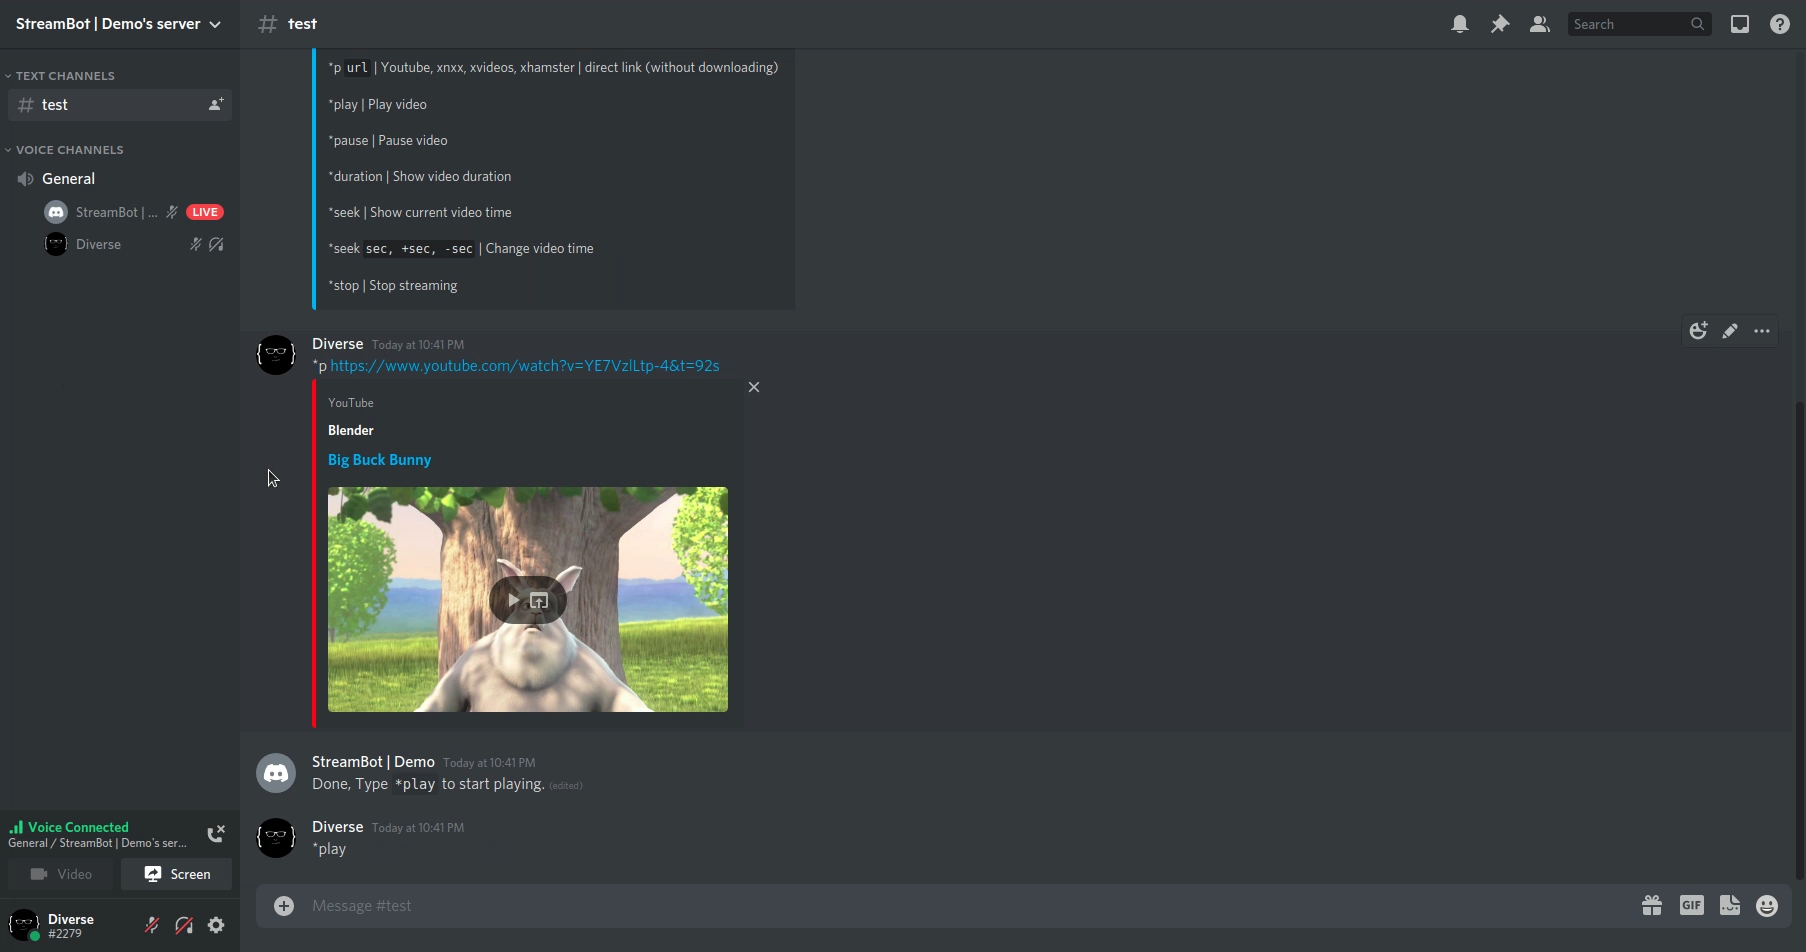 StreamBot | Demo's server
test
Search
TEXT CHANNELS
test
VOICE CHANNELS
General
StreamBot | ...
LIVE
Diverse
*p url | Youtube, xnxx, xvideos, xhamster | direct link (without downloading)
*play | Play video
*pause | Pause video
*duration | Show video duration
*seek | Show current video time
*seek sec, +sec, -sec | Change video time
*stop | Stop streaming
Diverse Today at 10:41 PM
*p https://www.youtube.com/watch?v=YE7VzlLtp-4&t=92s
YouTube
Blender
Big Buck Bunny
StreamBot | Demo Today at 10:41 PM
Done, Type *play to start playing. (edited)
Diverse Today at 10:41 PM
*play
Voice Connected
General / StreamBot | Demo's ser...
Video
Screen
Diverse
#2279
Message #test
GIF